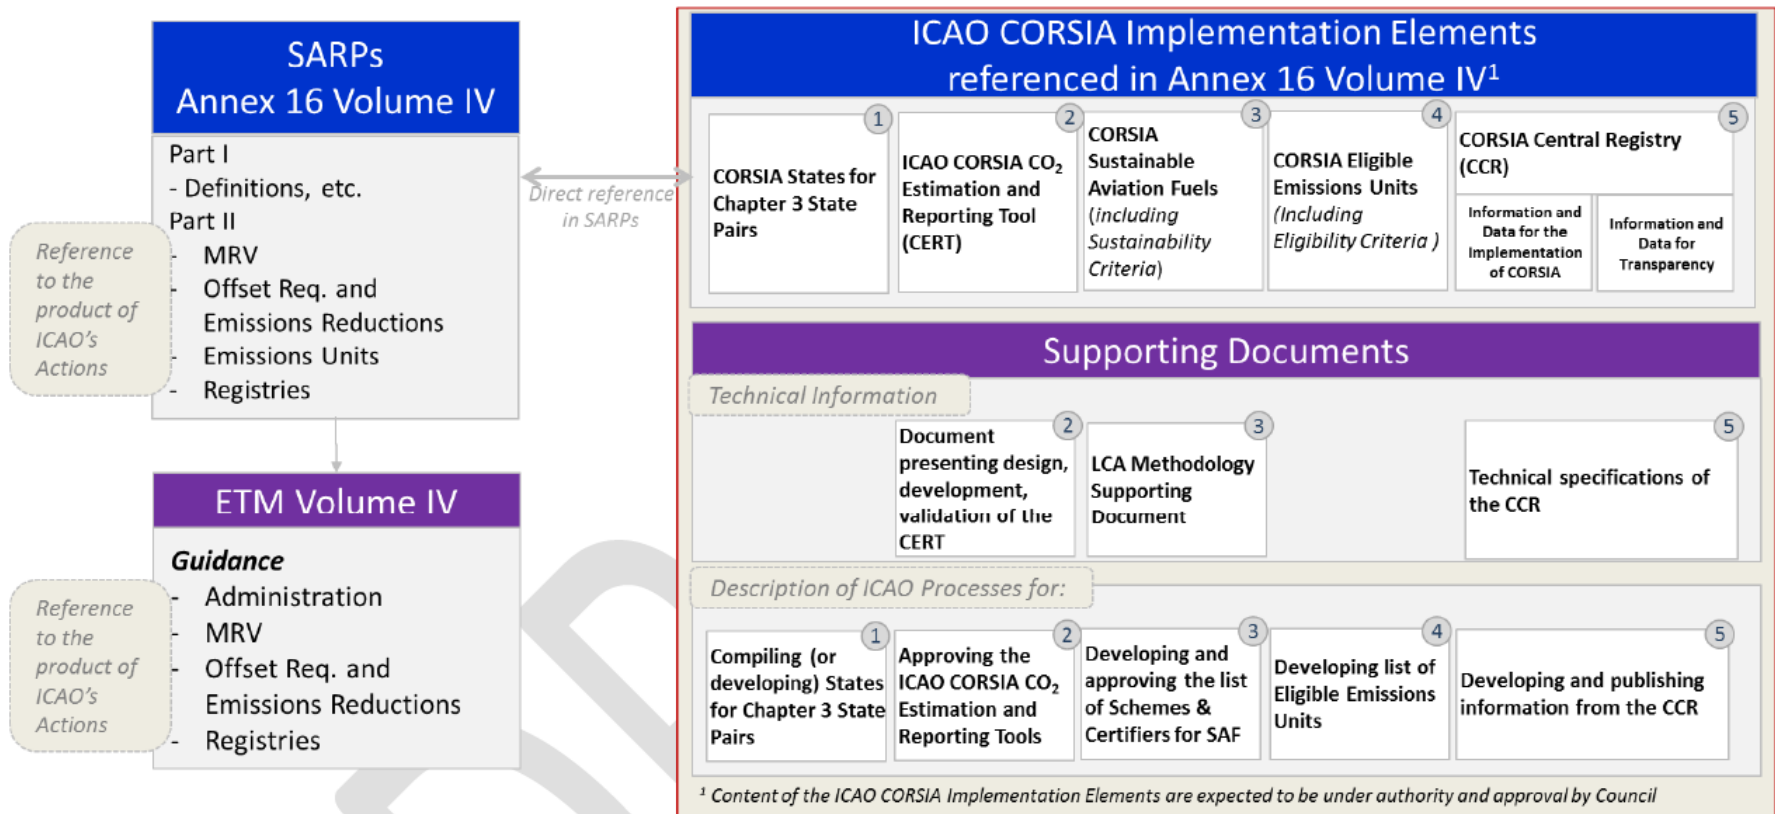 SARPs
Annex 16 Volume IV
Part I
- Definitions, etc.
Part II
- MRV
- Offset Req. and
Emissions Reductions
- Emissions Units
- Registries
Reference
to the
product of
ICAO's
Actions
Direct reference
in SARPs
ETM Volume IV
Guidance
- Administration
- MRV
- Offset Req. and
Emissions Reductions
- Registries
Reference
to the
product of
ICAO's
Actions
ICAO CORSIA Implementation Elements
referenced in Annex 16 Volume IV¹
1
CORSIA States for
Chapter 3 State
Pairs
2
ICAO CORSIA CO₂
Estimation and
Reporting Tool
(CERT)
3
CORSIA
Sustainable
Aviation Fuels
(including
Sustainability
Criteria)
4
CORSIA Eligible
Emissions Units
(Including
Eligibility Criteria )
5
CORSIA Central Registry
(CCR)
Information and
Data for the
Implementation
of CORSIA
Information and
Data for
Transparency
Supporting Documents
Technical Information
2
Document
presenting design,
development,
validation of the
CERT
3
LCA Methodology
Supporting
Document
5
Technical specifications of
the CCR
Description of ICAO Processes for:
1
Compiling (or
developing) States
for Chapter 3 State
Pairs
2
Approving the
ICAO CORSIA CO₂
Estimation and
Reporting Tools
3
Developing and
approving the list
of Schemes &
Certifiers for SAF
4
Developing list of
Eligible Emissions
Units
5
Developing and publishing
information from the CCR
¹ Content of the ICAO CORSIA Implementation Elements are expected to be under authority and approval by Council